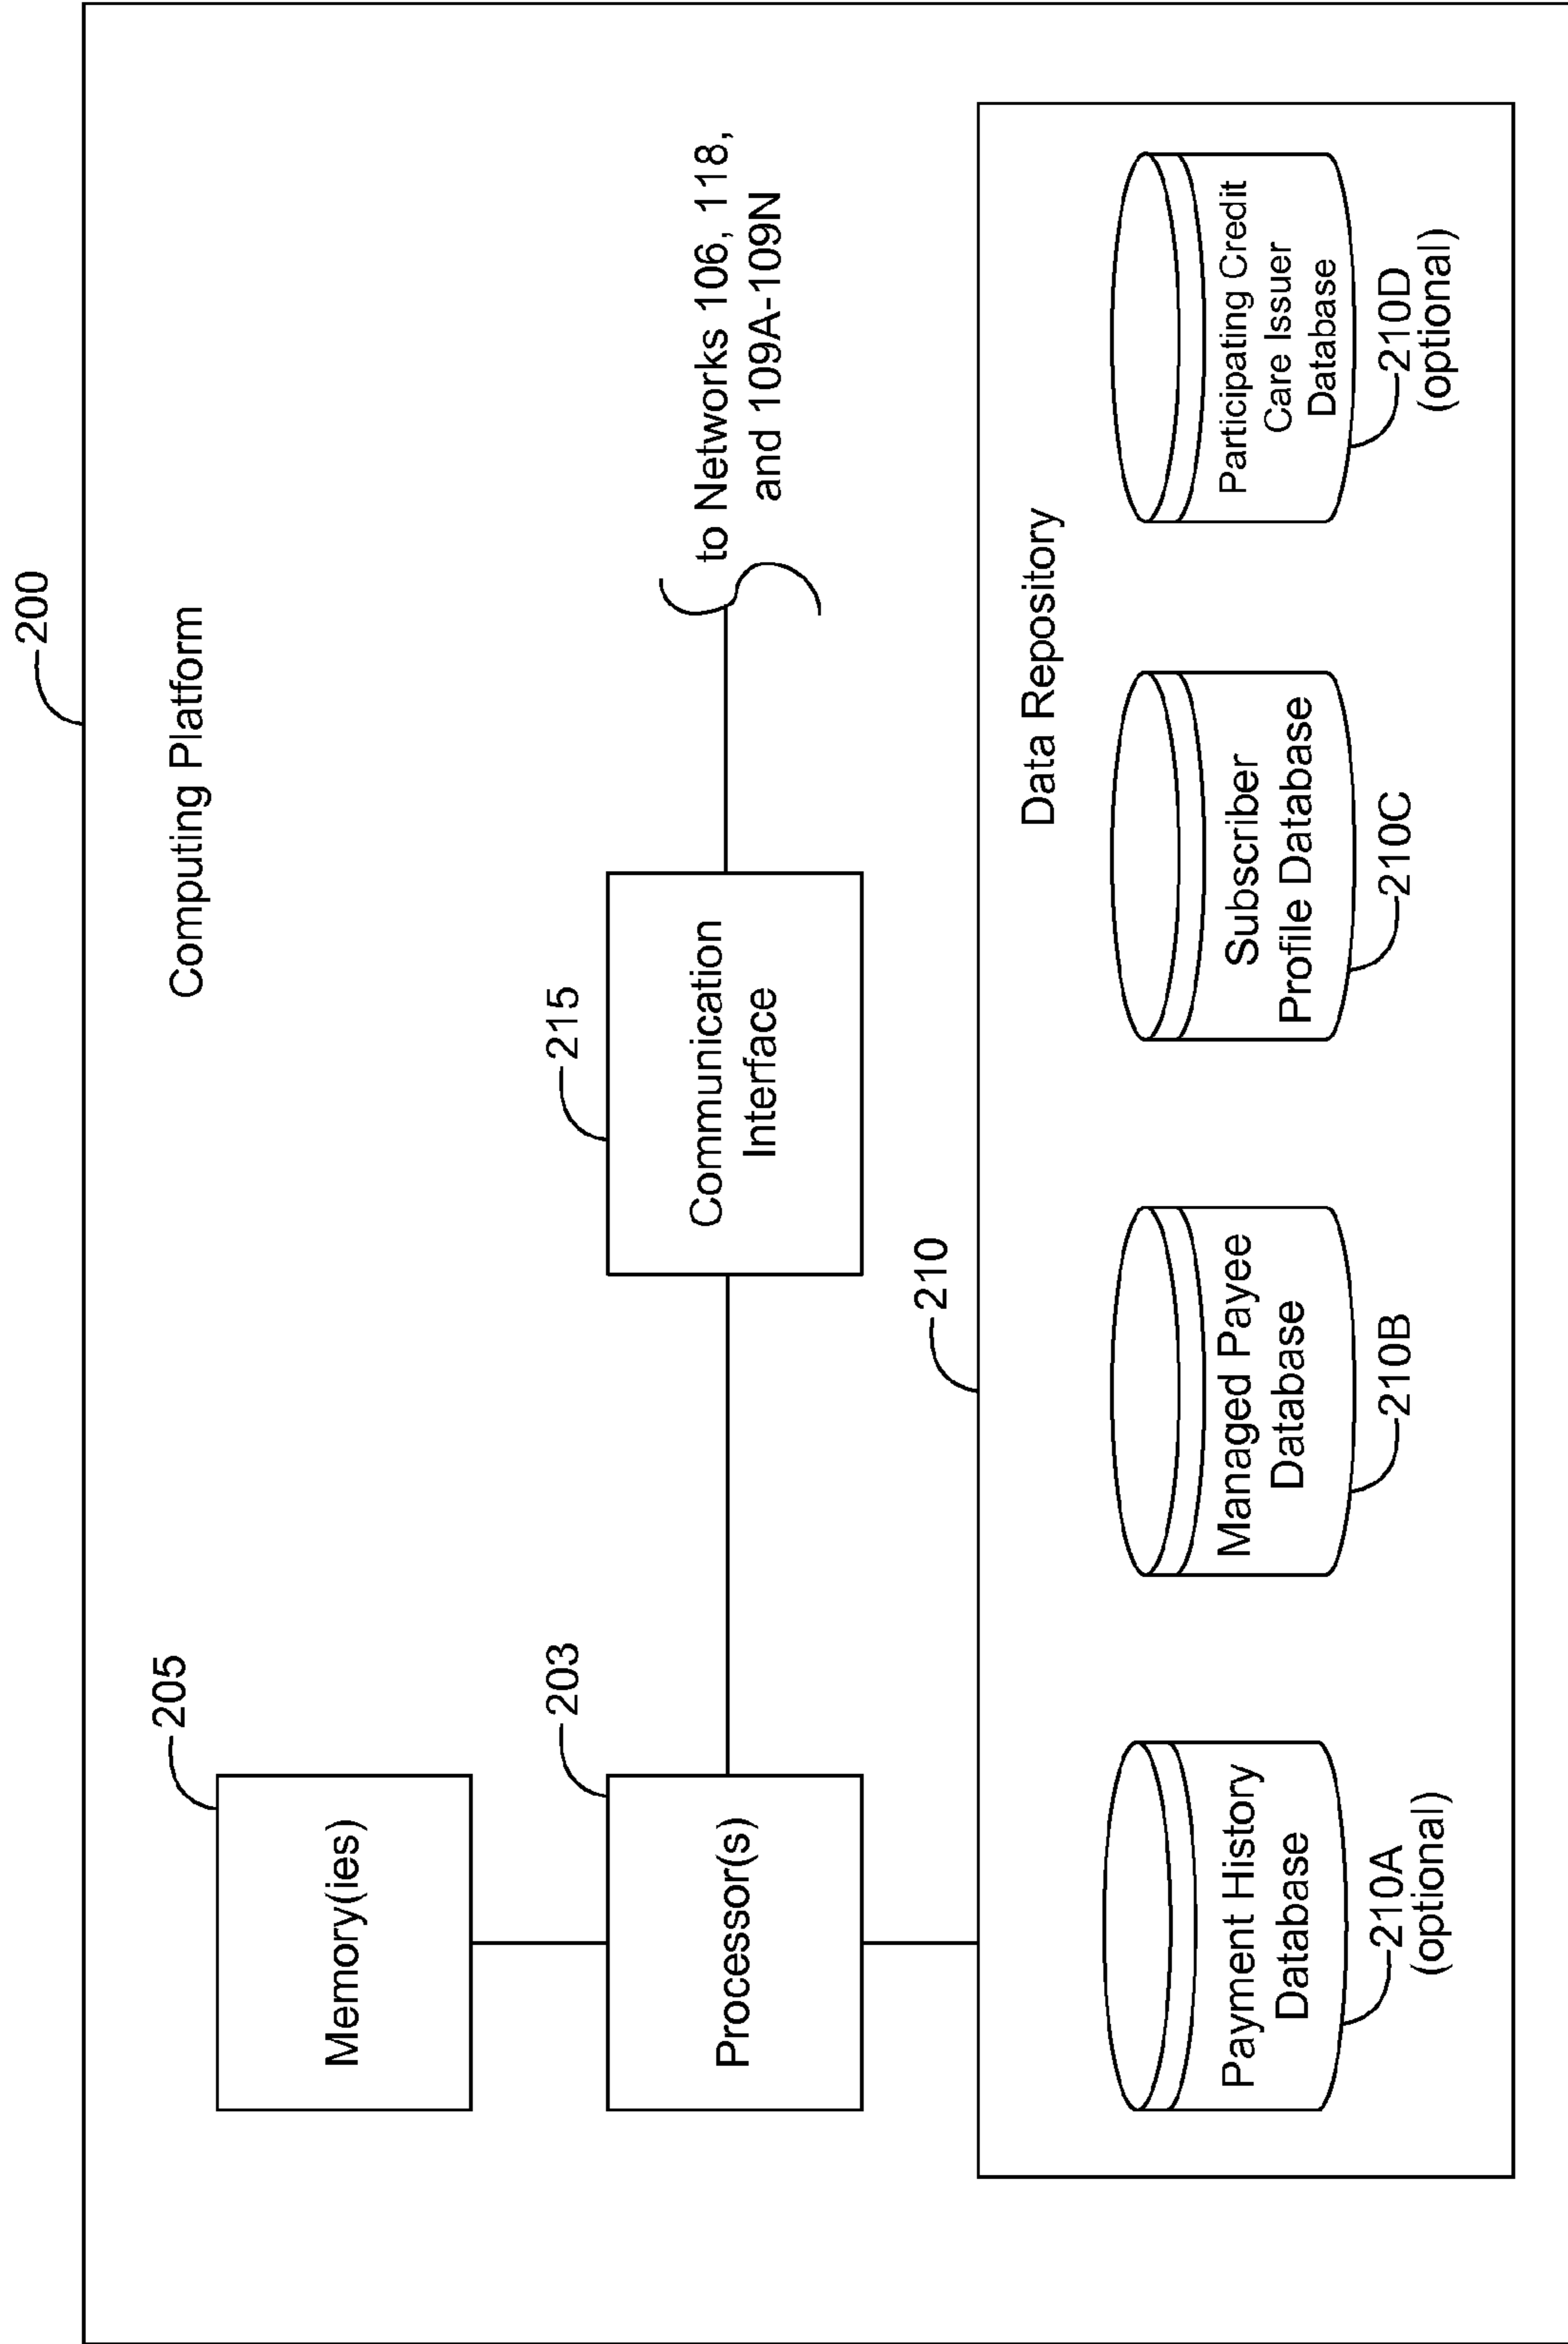 200
Computing Platform
205
Memory(ies)
203
Processor(s)
215
Communication
Interface
to Networks 106, 118,
and 109A-109N
210
Data Repository
Payment History
Database
210A
(optional)
Managed Payee
Database
210B
Subscriber
Profile Database
210C
Participating Credit
Care Issuer
Database
210D
(optional)